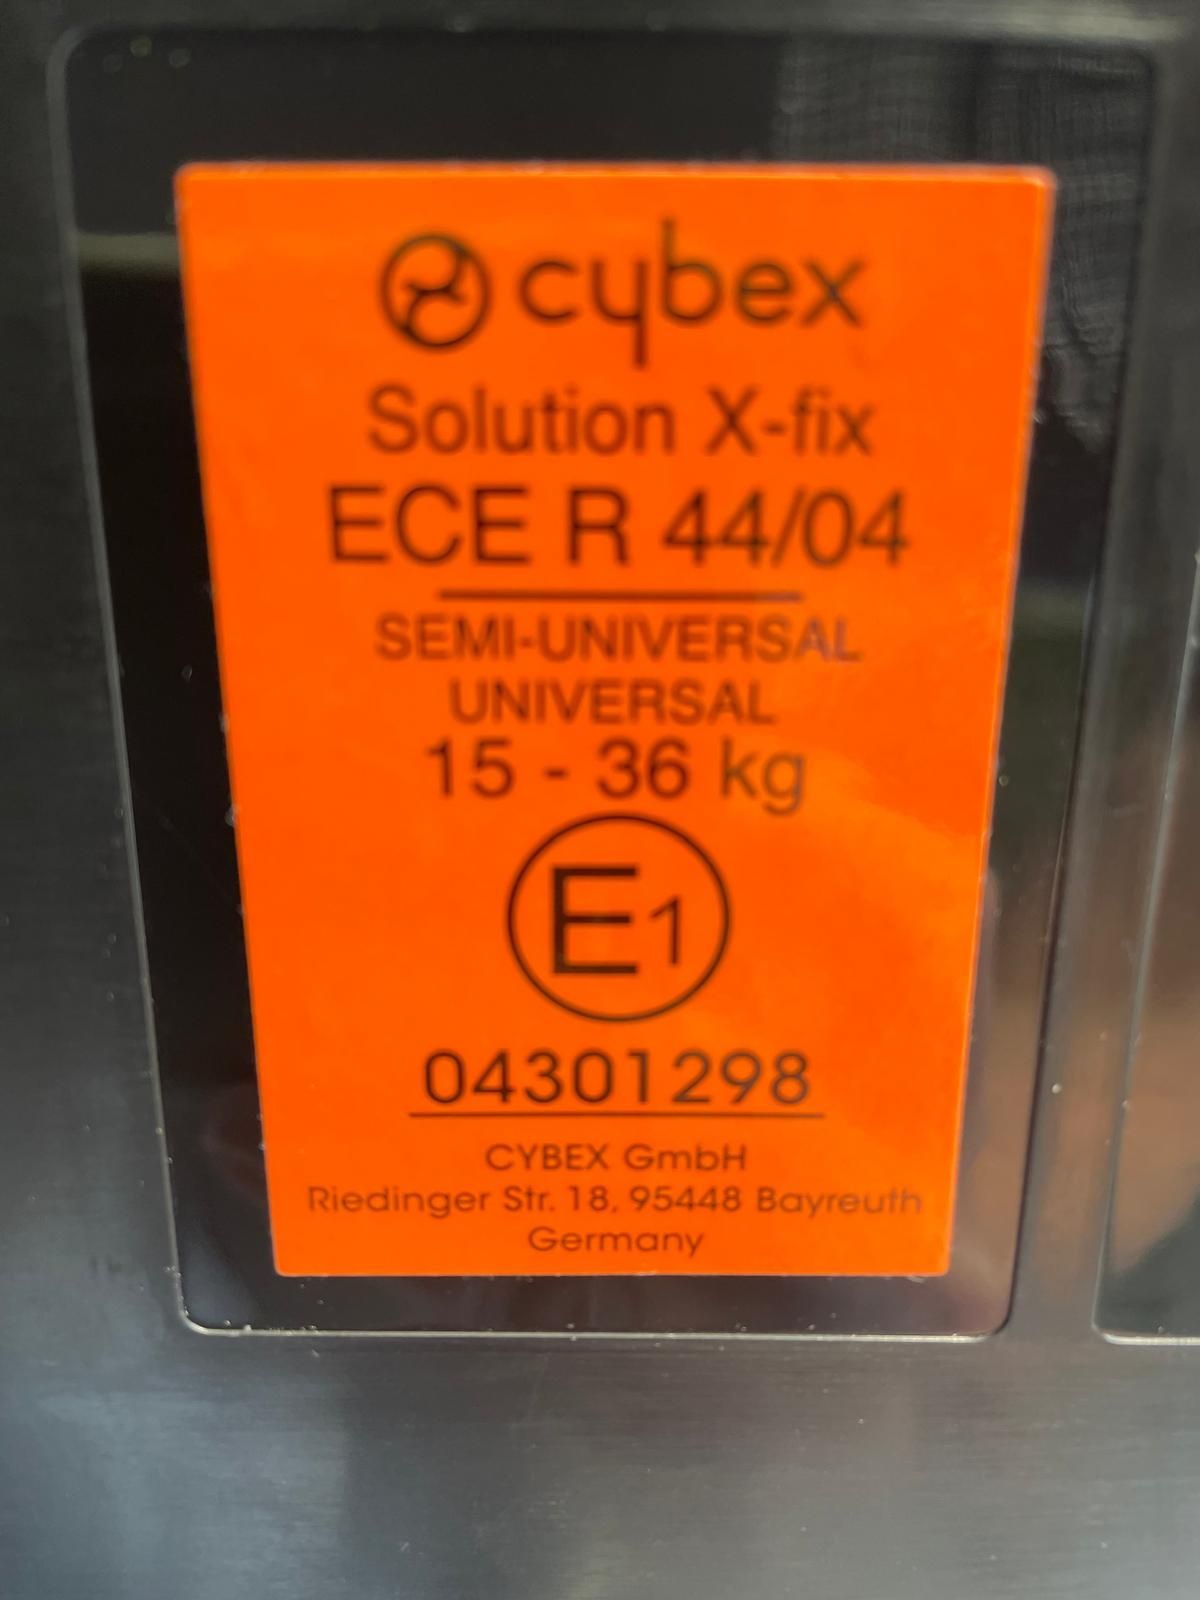 cybex
Solution X-fix
ECE R 44/04
SEMI-UNIVERSAL
UNIVERSAL
15 - 36 kg
E1
04301298
CYBEX GmbH
Riedinger Str. 18, 95448 Bayreuth
Germany